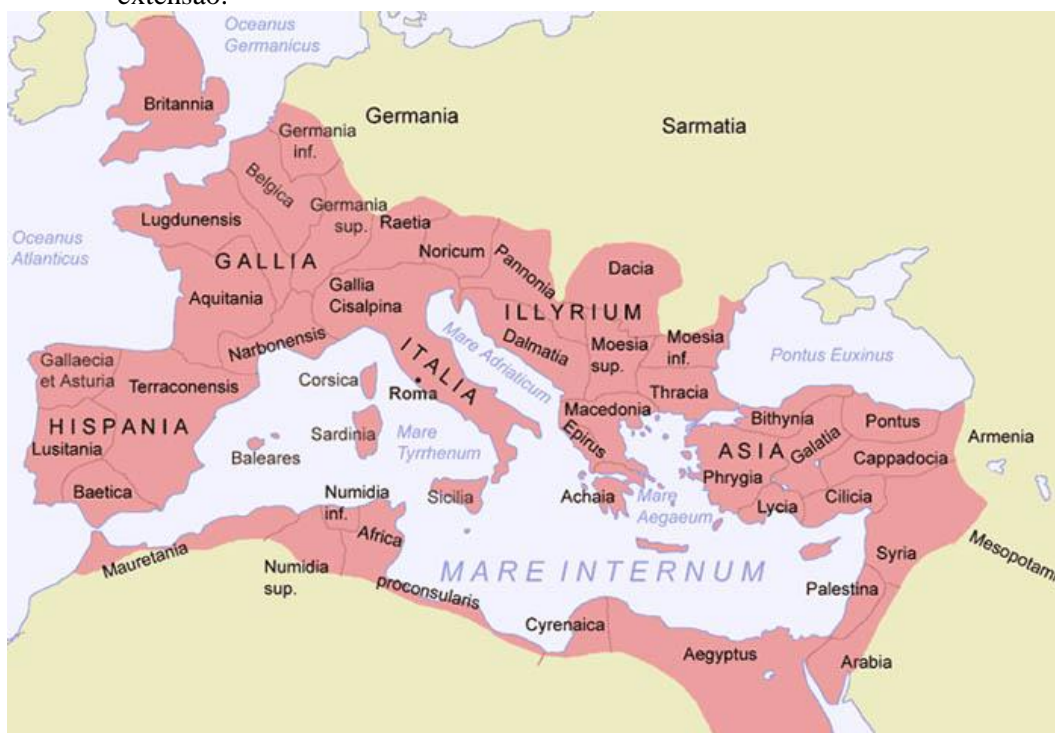 extensão.
Oceanus
Germanicus
Britannia
Germania
Sarmatia
Germania
inf.
Belgica
Lugdunensis
Germania
sup.
Raetia
Noricum
Pannonia
Dacia
Oceanus
Atlanticus
GALLIA
Aquitania
Gallia
Cisalpina
ILLYRIUM
Dalmatia
Moesia
sup.
Moesia
inf.
Pontus Euxinus
Narbonensis
Mare Adriaticum
ITALIA
Gallaecia
et Asturia
Terraconensis
Corsica
Roma
Thracia
Macedonia
Epirus
Bithynia
Pontus
Armenia
HISPANIA
Lusitania
Baetica
Sardinia
Baleares
Mare
Tyrrhenum
ASIA
Galatia
Phrygia
Cappadocia
Lycia
Cilicia
Numidia
inf.
Sicilia
Achaia
Mare
Aegaeum
Africa
Mauretania
Numidia
sup.
proconsularis
MARE INTERNUM
Syria
Mesopotami
Palestina
Cyrenaica
Aegyptus
Arabia